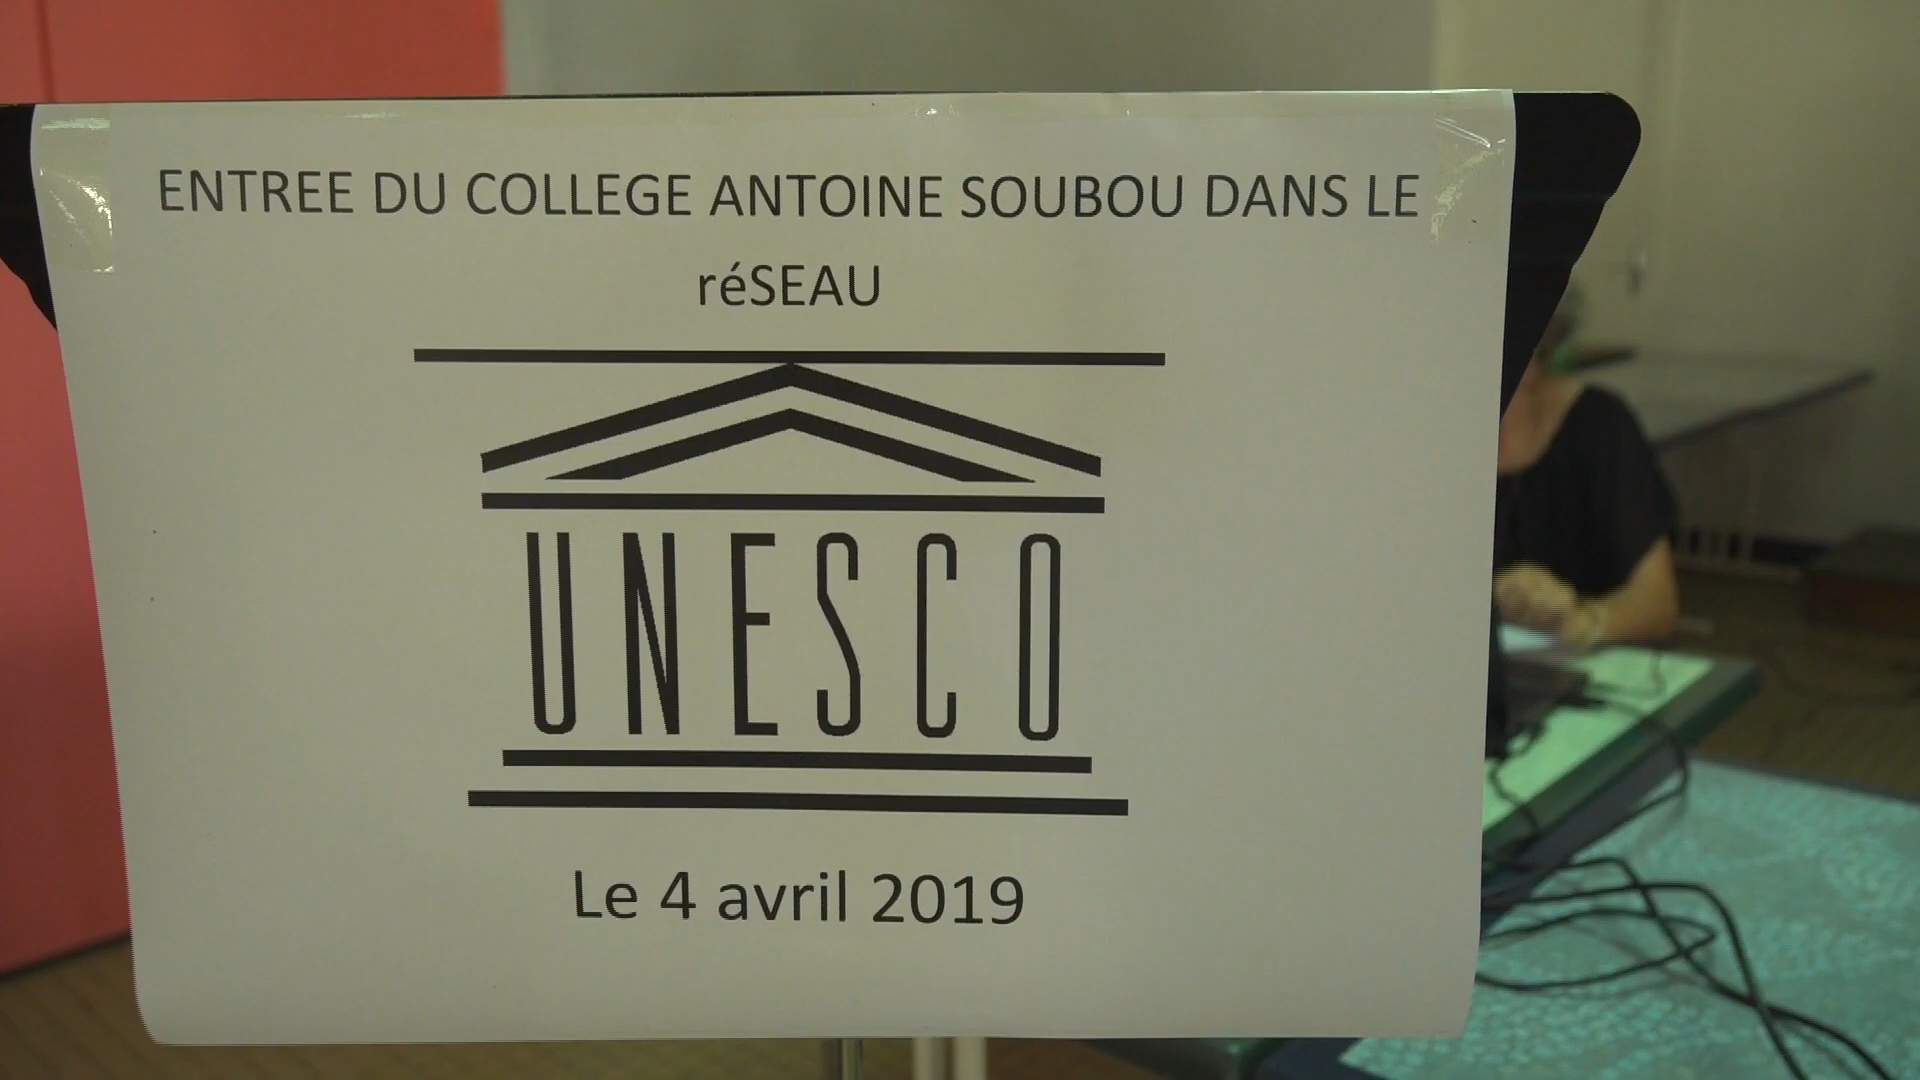 ENTREE DU COLLEGE ANTOINE SOUBOU DANS LE
réSEAU
UNESCO
Le 4 avril 2019